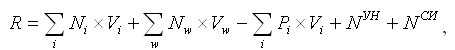 R = ∑_i N_i × V_i + ∑_w N_w × V_w − ∑_i P_i × V_i + N^{УН} + N^{СИ} ,